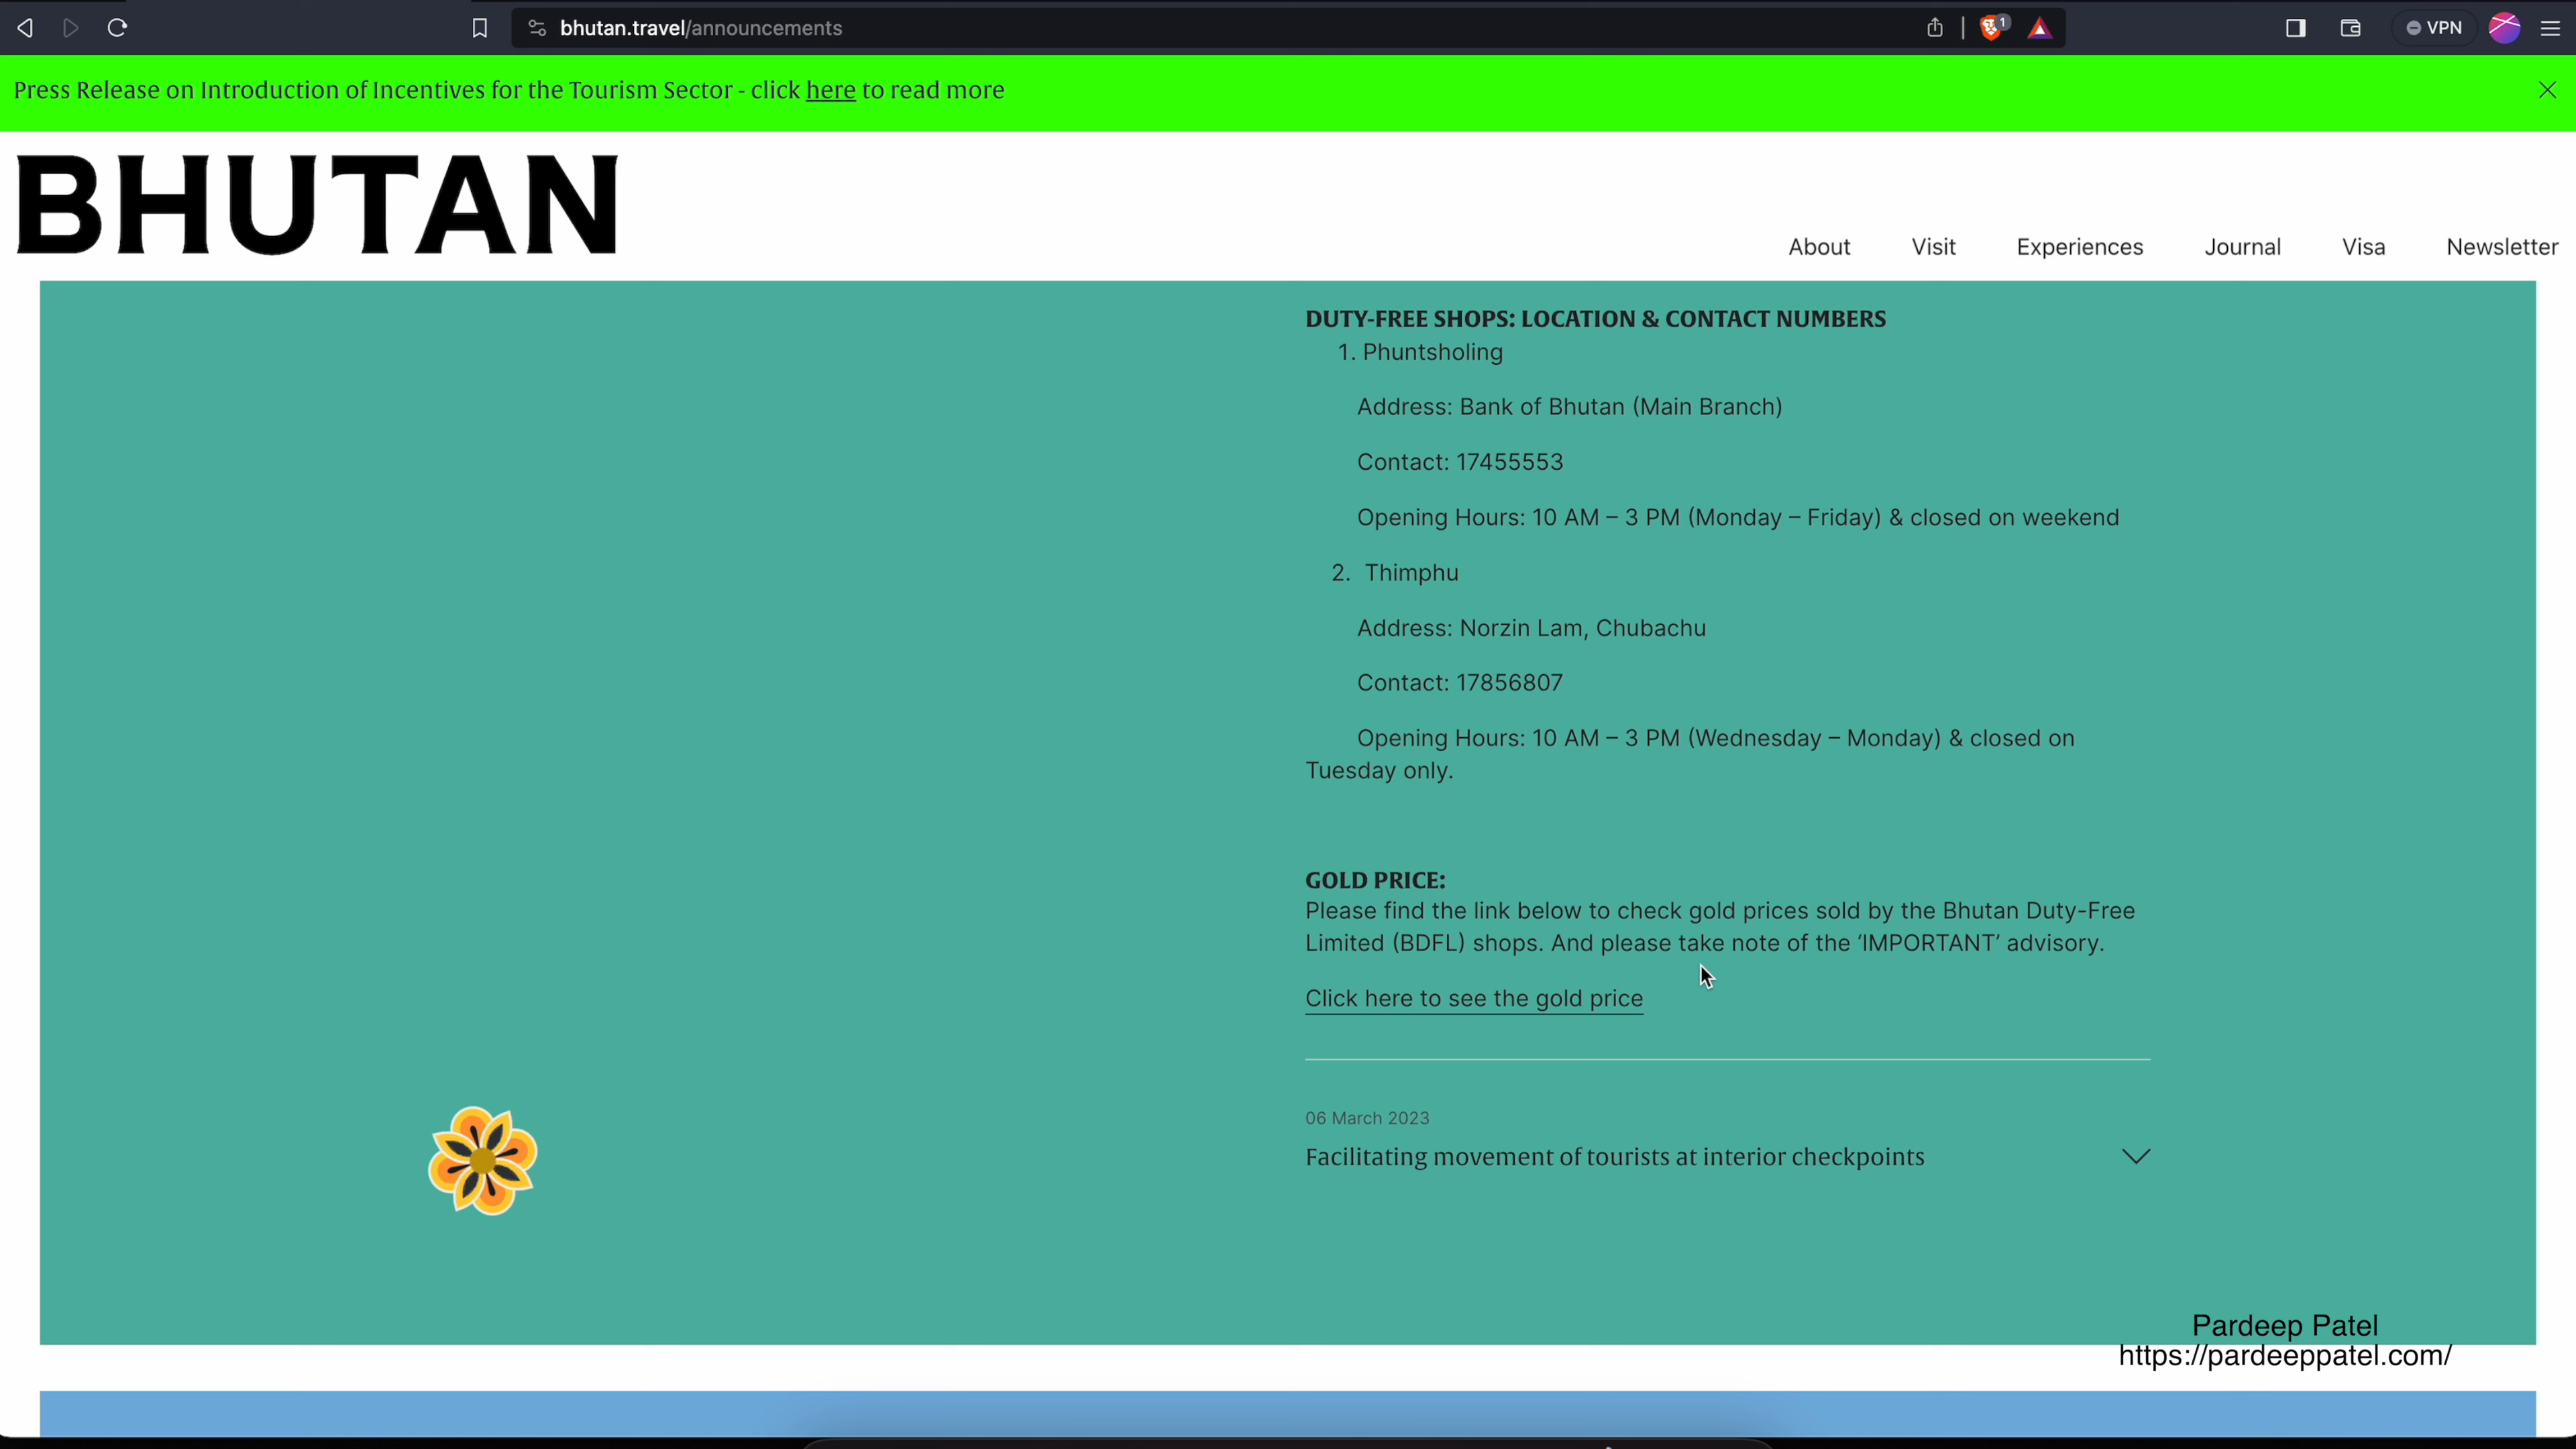 bhutan.travel/announcements
1
VPN
Press Release on Introduction of Incentives for the Tourism Sector - click here to read more
BHUTAN
About Visit Experiences Journal Visa Newsletter
DUTY-FREE SHOPS: LOCATION & CONTACT NUMBERS
1. Phuntsholing
Address: Bank of Bhutan (Main Branch)
Contact: 17455553
Opening Hours: 10 AM – 3 PM (Monday – Friday) & closed on weekend
2. Thimphu
Address: Norzin Lam, Chubachu
Contact: 17856807
Opening Hours: 10 AM – 3 PM (Wednesday – Monday) & closed on
Tuesday only.
GOLD PRICE:
Please find the link below to check gold prices sold by the Bhutan Duty-Free
Limited (BDFL) shops. And please take note of the ‘IMPORTANT’ advisory.
Click here to see the gold price
06 March 2023
Facilitating movement of tourists at interior checkpoints
Pardeep Patel
https://pardeeppatel.com/